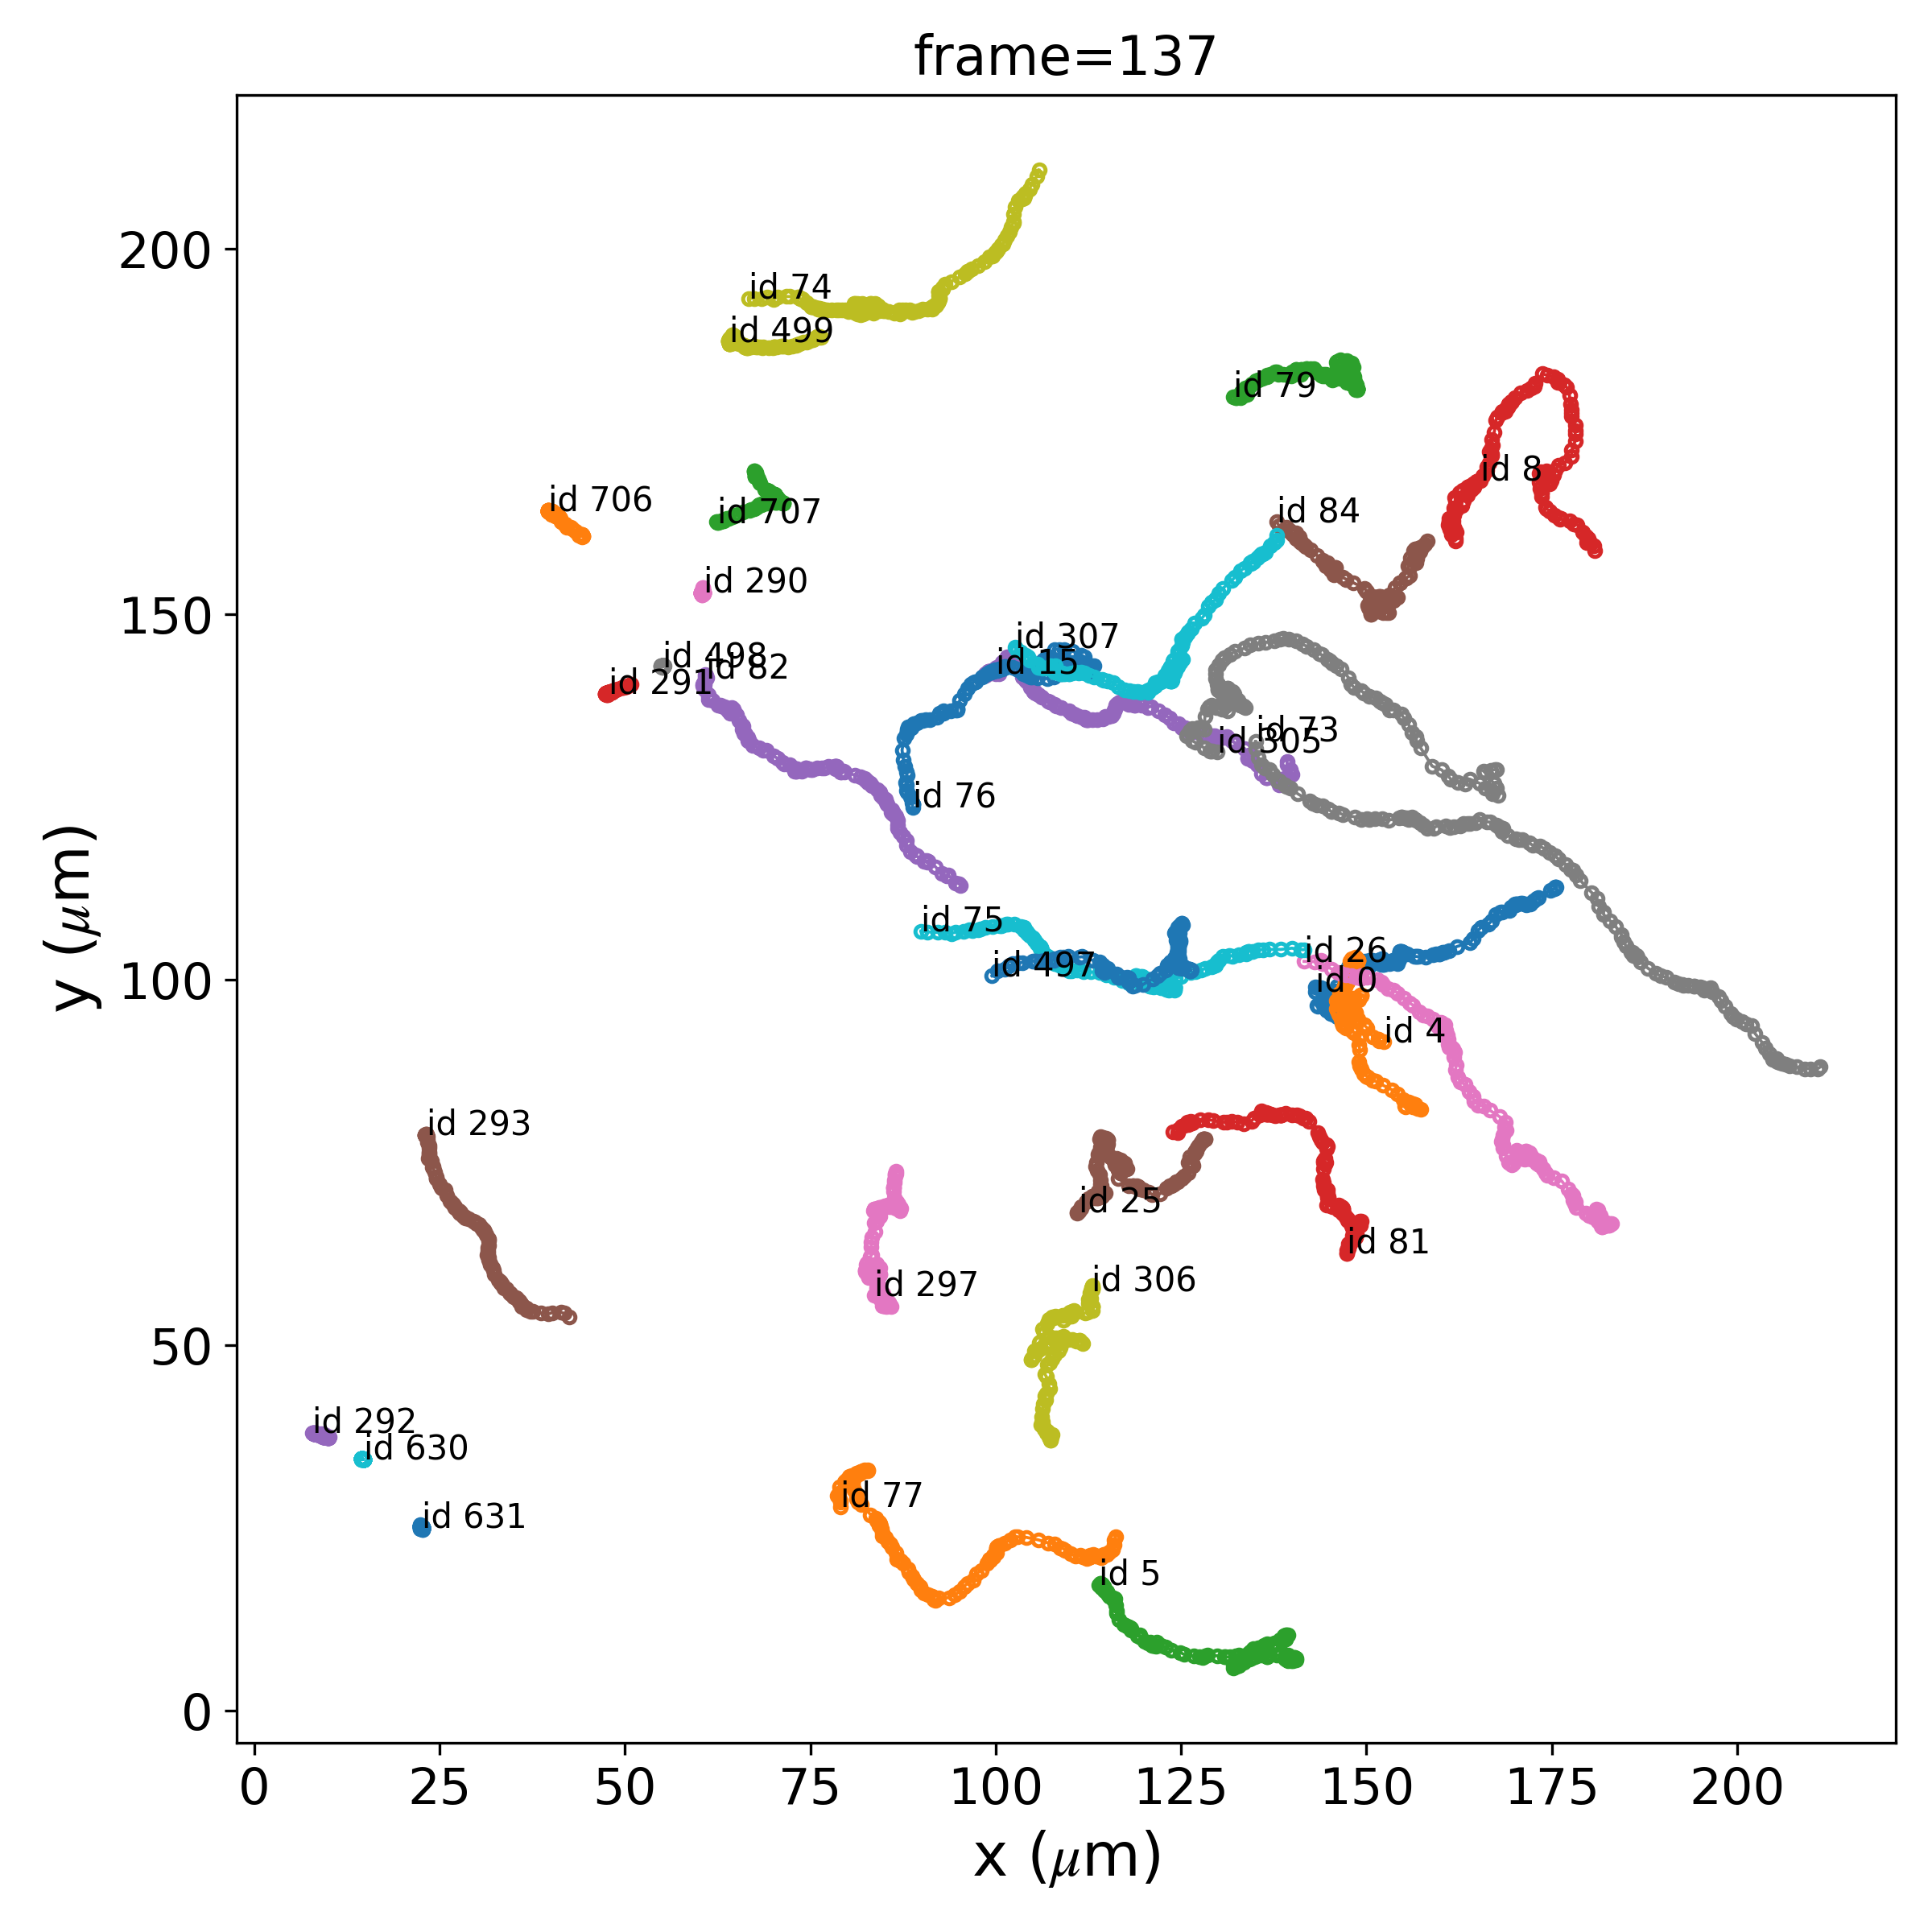 frame=137
y (μm)
200
150
100
50
0
id 74
id 499
id 79
id 8
id 706
id 707
id 84
id 290
id 307
id 498
id 15
id 82
id 291
id 73
id 305
id 76
id 75
id 26
id 497
id 0
id 4
id 293
id 25
id 81
id 297
id 306
id 292
id 630
id 77
id 631
id 5
0
25
50
75
100
125
150
175
200
x (μm)